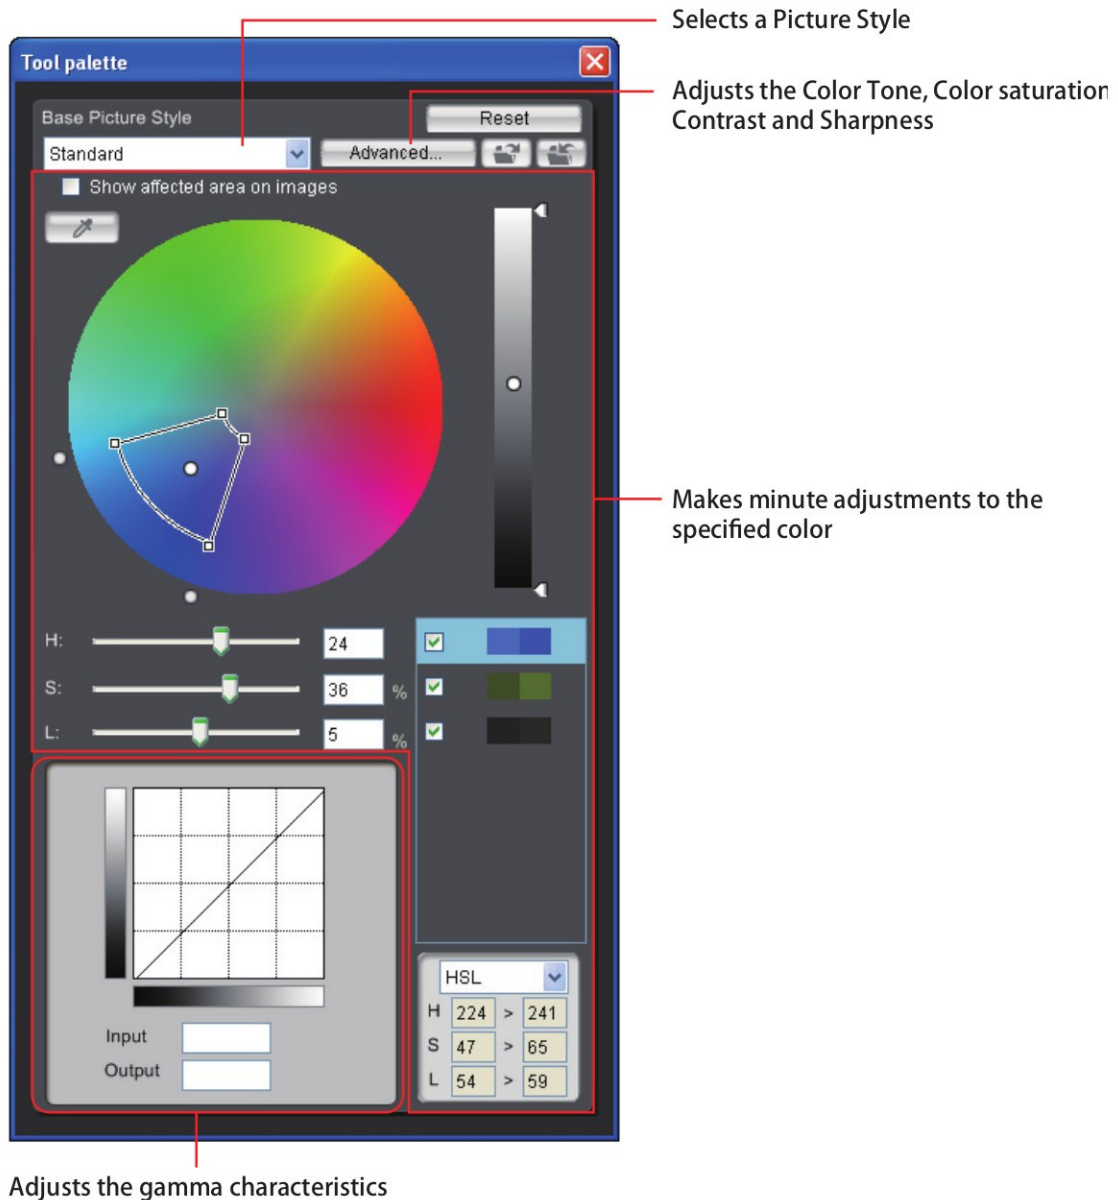 Selects a Picture Style
Tool palette
Adjusts the Color Tone, Color saturation
Contrast and Sharpness
Base Picture Style
Reset
Standard
Advanced...
Show affected area on images
Makes minute adjustments to the
specified color
H:
24
S:
36
%
L:
5
%
HSL
H 224 > 241
S 47 > 65
L 54 > 59
Input
Output
Adjusts the gamma characteristics